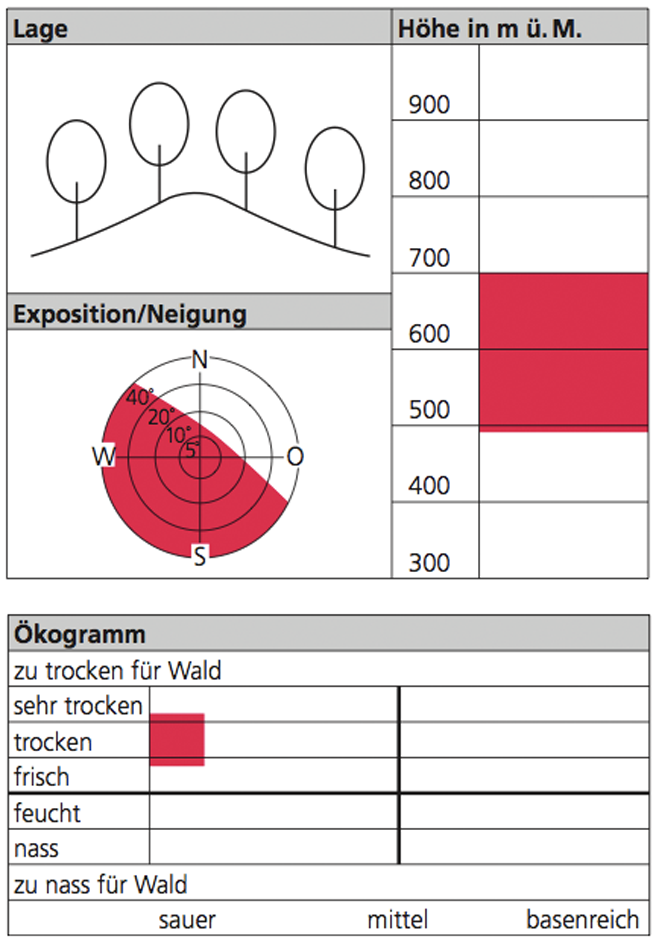 Lage
Höhe in m ü. M.
900
800
700
600
500
400
300
Exposition/Neigung
N
40°
20°
10°
5°
W
O
S
Ökogramm
zu trocken für Wald
sehr trocken
trocken
frisch
feucht
nass
zu nass für Wald
sauer mittel basenreich